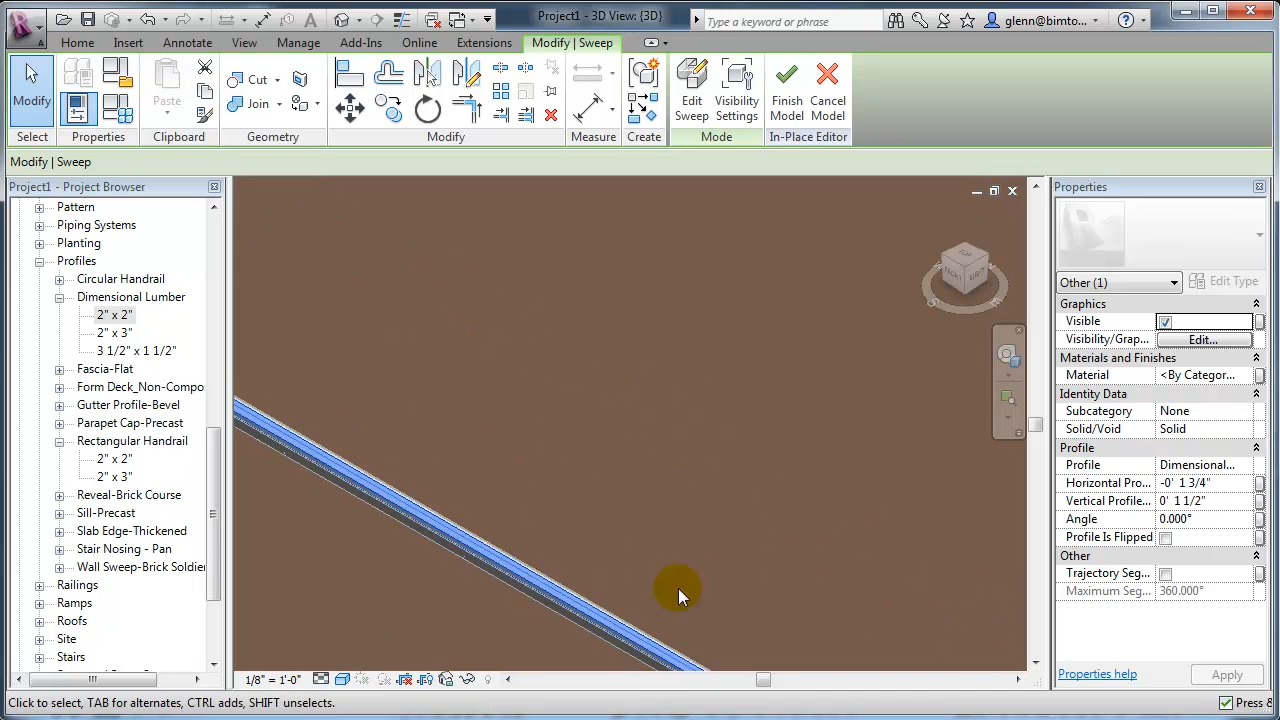 Project1 - 3D View: {3D}
Type a keyword or phrase
glenn@bimto...
Home Insert Annotate View Manage Add-Ins Online Extensions Modify | Sweep
Modify
Paste
Cut
Join
Edit Sweep
Visibility Settings
Finish Model
Cancel Model
Select Properties Clipboard Geometry Modify Measure Create Mode In-Place Editor
Modify | Sweep
Project1 - Project Browser
Pattern
Piping Systems
Planting
Profiles
Circular Handrail
Dimensional Lumber
2" x 2"
2" x 3"
3 1/2" x 1 1/2"
Fascia-Flat
Form Deck_Non-Compo
Gutter Profile-Bevel
Parapet Cap-Precast
Rectangular Handrail
2" x 2"
2" x 3"
Reveal-Brick Course
Sill-Precast
Slab Edge-Thickened
Stair Nosing - Pan
Wall Sweep-Brick Soldier
Railings
Ramps
Roofs
Site
Stairs
1/8" = 1'-0"
Properties
Other (1)
Edit Type
Graphics
Visible
Visibility/Grap... Edit...
Materials and Finishes
Material <By Categor...
Identity Data
Subcategory None
Solid/Void Solid
Profile
Profile Dimensional...
Horizontal Pro... -0' 1 3/4"
Vertical Profile... 0' 1 1/2"
Angle 0.000°
Profile Is Flipped
Other
Trajectory Seg...
Maximum Seg... 360.000°
Properties help
Apply
Click to select, TAB for alternates, CTRL adds, SHIFT unselects.
Press &